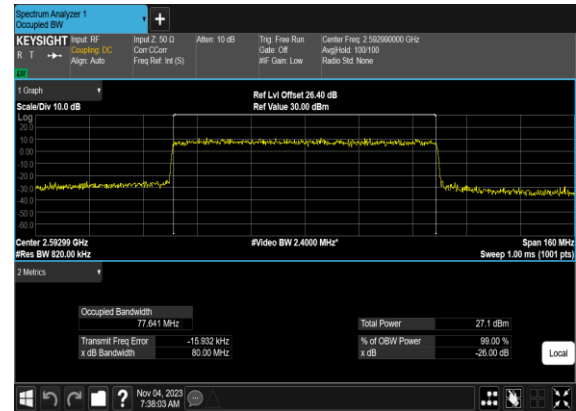 Spectrum Analyzer 1
Occupied BW
+
KEYSIGHT Input: RF Input Z: 50 Ω Atten: 10 dB Trig: Free Run Center Freq: 2.592990000 GHz
R T Coupling: DC Corr CCorr Gate: Off Avg|Hold: 100/100
Align: Auto Freq Ref: Int (S) #IF Gain: Low Radio Std: None
LXI
1 Graph
Ref Lvl Offset 26.40 dB
Scale/Div 10.0 dB Ref Value 30.00 dBm
Log
20.0
10.0
0.00
-10.0
-20.0
-30.0
-40.0
-50.0
-60.0
Center 2.59299 GHz #Video BW 2.4000 MHz* Span 160 MHz
#Res BW 820.00 kHz Sweep 1.00 ms (1001 pts)
2 Metrics
Occupied Bandwidth
77.641 MHz Total Power 27.1 dBm
Transmit Freq Error -15.932 kHz % of OBW Power 99.00 %
x dB Bandwidth 80.00 MHz x dB -26.00 dB
Local
? Nov 04, 2023
7:38:03 AM